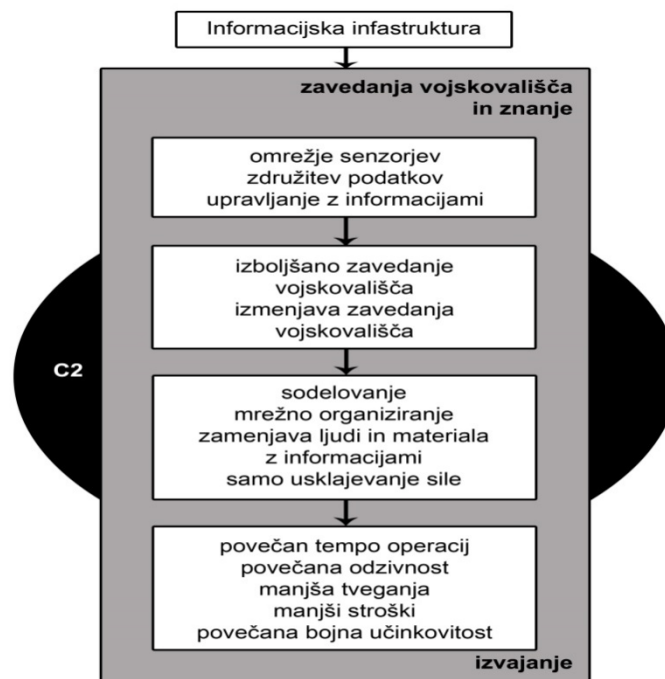 Informacijska infastruktura
zavedanja vojskovališča
in znanje
omrežje senzorjev
združitev podatkov
upravljanje z informacijami
izboljšano zavedanje
vojskovališča
izmenjava zavedanja
vojskovališča
C2
sodelovanje
mrežno organiziranje
zamenjava ljudi in materiala
z informacijami
samo usklajevanje sile
povečan tempo operacij
povečana odzivnost
manjša tveganja
manjši stroški
povečana bojna učinkovitost
izvajanje